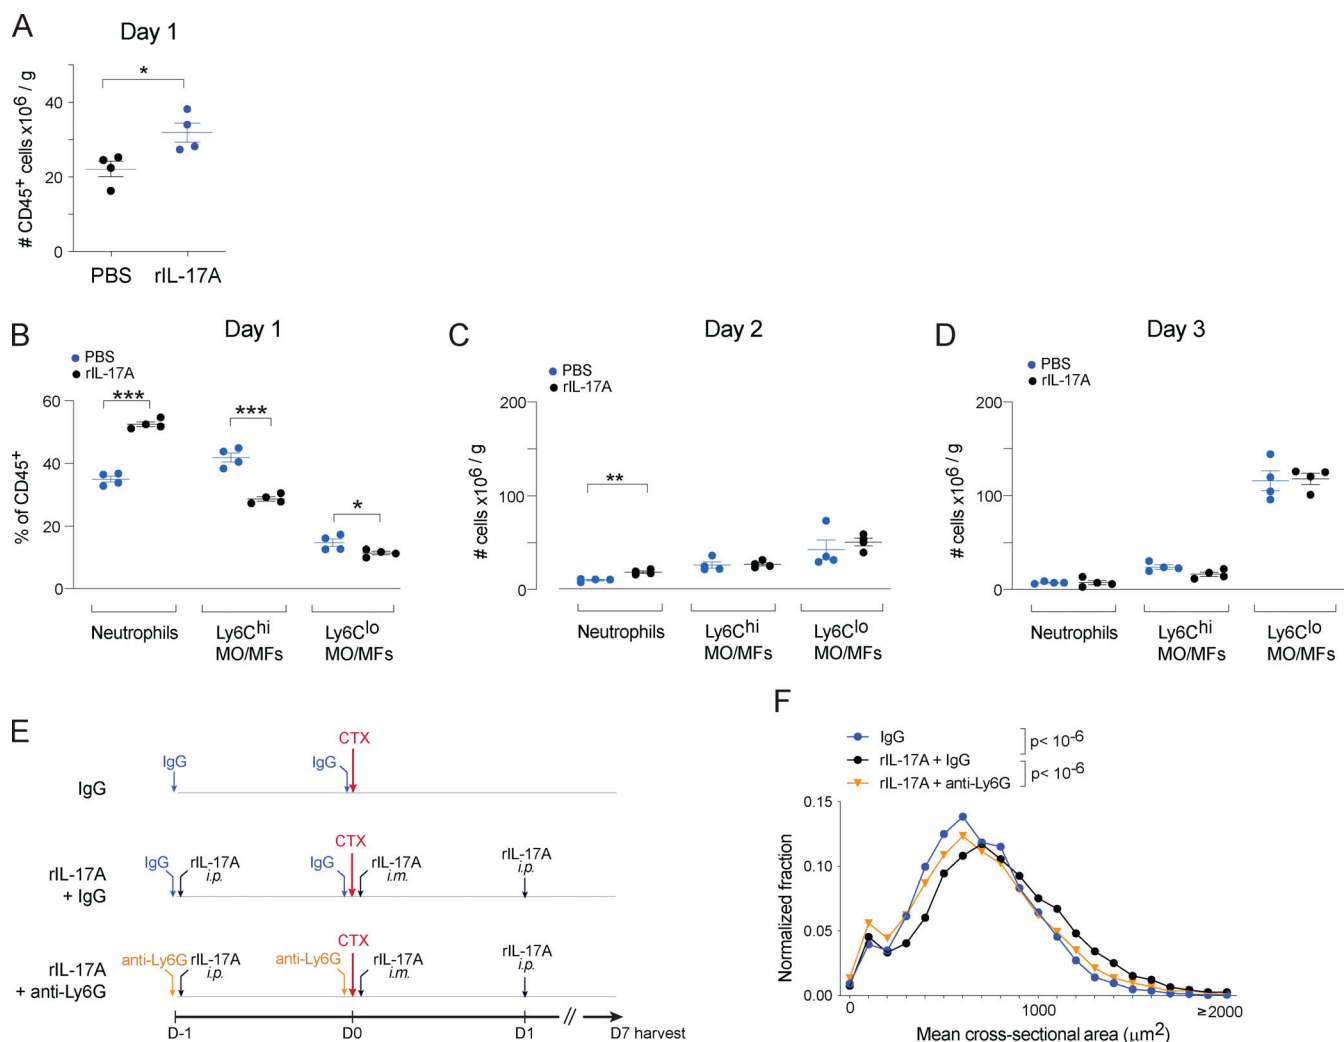 A
Day 1
*
# CD45+ cells x10^6 / g
40
20
0
PBS
rIL-17A
B
Day 1
PBS
rIL-17A
***
***
*
% of CD45+
60
40
20
0
Neutrophils
Ly6Chi
MO/MFs
Ly6Clo
MO/MFs
C
Day 2
PBS
rIL-17A
**
# cells x10^6 / g
200
100
0
Neutrophils
Ly6Chi
MO/MFs
Ly6Clo
MO/MFs
D
Day 3
PBS
rIL-17A
# cells x10^6 / g
200
100
0
Neutrophils
Ly6Chi
MO/MFs
Ly6Clo
MO/MFs
E
CTX
IgG
IgG
IgG
CTX
rIL-17A
+ IgG
IgG
rIL-17A
i.p.
IgG
rIL-17A
i.m.
rIL-17A
i.p.
CTX
rIL-17A
+ anti-Ly6G
anti-Ly6G
rIL-17A
i.p.
anti-Ly6G
rIL-17A
i.m.
rIL-17A
i.p.
D-1
D0
D1
//
D7 harvest
F
IgG
rIL-17A + IgG
rIL-17A + anti-Ly6G
p< 10^-6
p< 10^-6
Normalized fraction
0.15
0.10
0.05
0.00
0
1000
≥2000
Mean cross-sectional area (μm²)